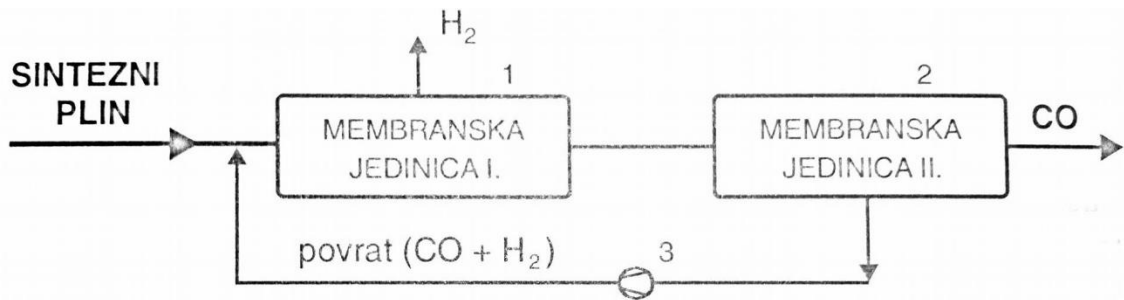 H₂
SINTEZNI
PLIN
1
MEMBRANSKA
JEDINICA I.
2
MEMBRANSKA
JEDINICA II.
CO
povrat (CO + H₂)
3